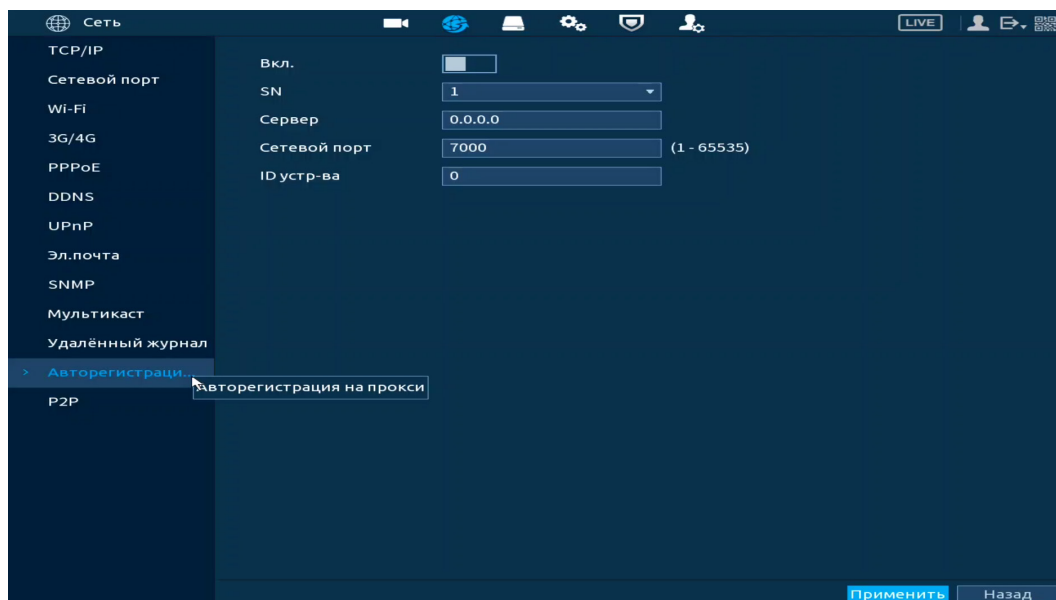 Сеть
LIVE
TCP/IP
Сетевой порт
Wi-Fi
3G/4G
PPPoE
DDNS
UPnP
Эл.почта
SNMP
Мультикаст
Удалённый журнал
> Авторегистраци...
P2P
Авторегистрация на прокси
Вкл.
SN 1
Сервер 0.0.0.0
Сетевой порт 7000 (1 - 65535)
ID устр-ва 0
Применить Назад